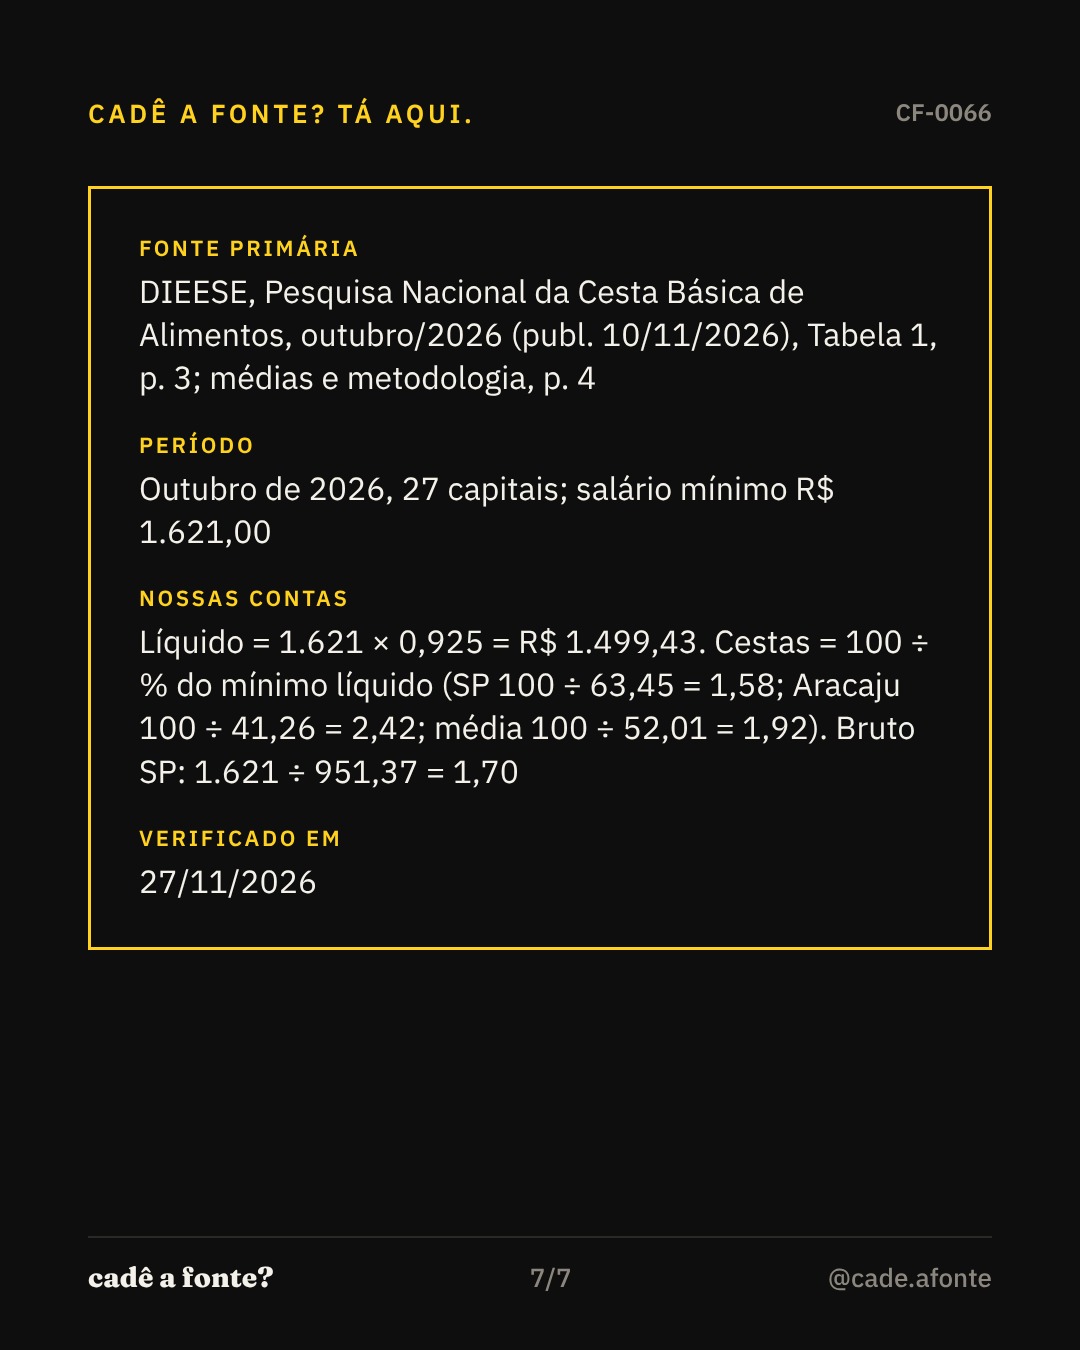 CADÊ A FONTE? TÁ AQUI.
CF-0066
FONTE PRIMÁRIA
DIEESE, Pesquisa Nacional da Cesta Básica de
Alimentos, outubro/2026 (publ. 10/11/2026), Tabela 1,
p. 3; médias e metodologia, p. 4
PERÍODO
Outubro de 2026, 27 capitais; salário mínimo R$
1.621,00
NOSSAS CONTAS
Líquido = 1.621 × 0,925 = R$ 1.499,43. Cestas = 100 ÷
% do mínimo líquido (SP 100 ÷ 63,45 = 1,58; Aracaju
100 ÷ 41,26 = 2,42; média 100 ÷ 52,01 = 1,92). Bruto
SP: 1.621 ÷ 951,37 = 1,70
VERIFICADO EM
27/11/2026
cadê a fonte?
7/7
@cade.afonte